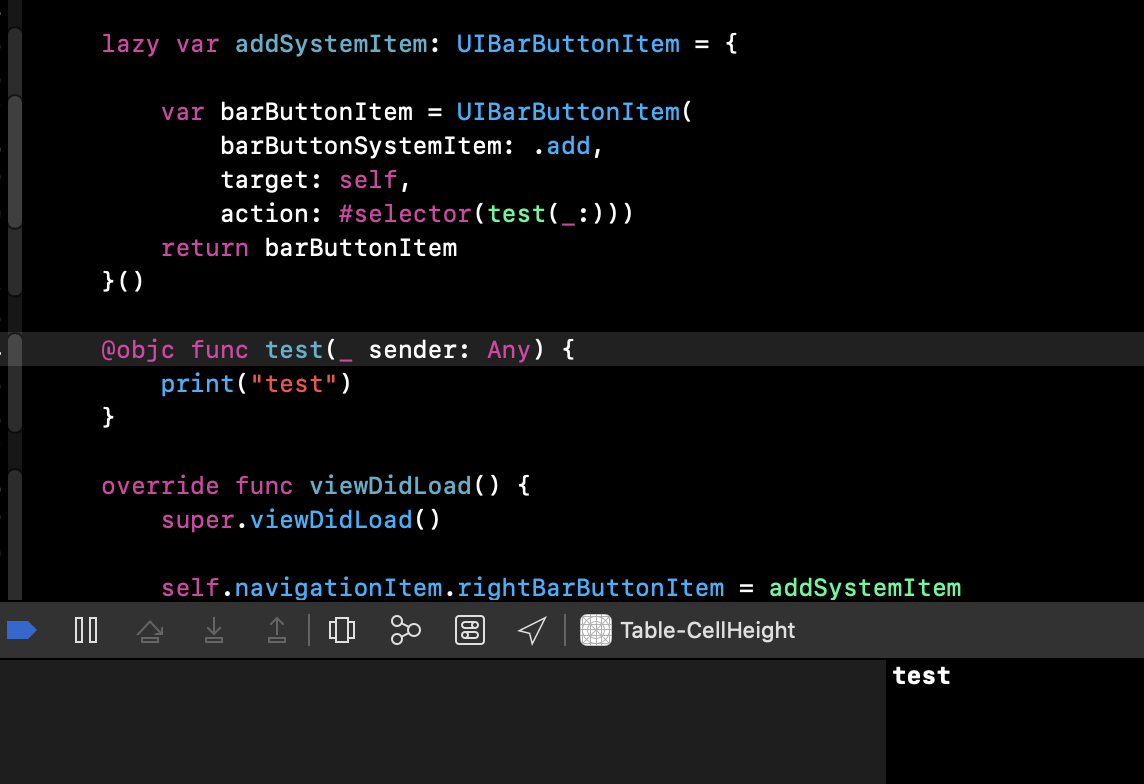 lazy var addSystemItem: UIBarButtonItem = {
var barButtonItem = UIBarButtonItem(
barButtonSystemItem: .add,
target: self,
action: #selector(test(_:)))
return barButtonItem
}()
@objc func test(_ sender: Any) {
print("test")
}
override func viewDidLoad() {
super.viewDidLoad()
self.navigationItem.rightBarButtonItem = addSystemItem
Table-CellHeight
test